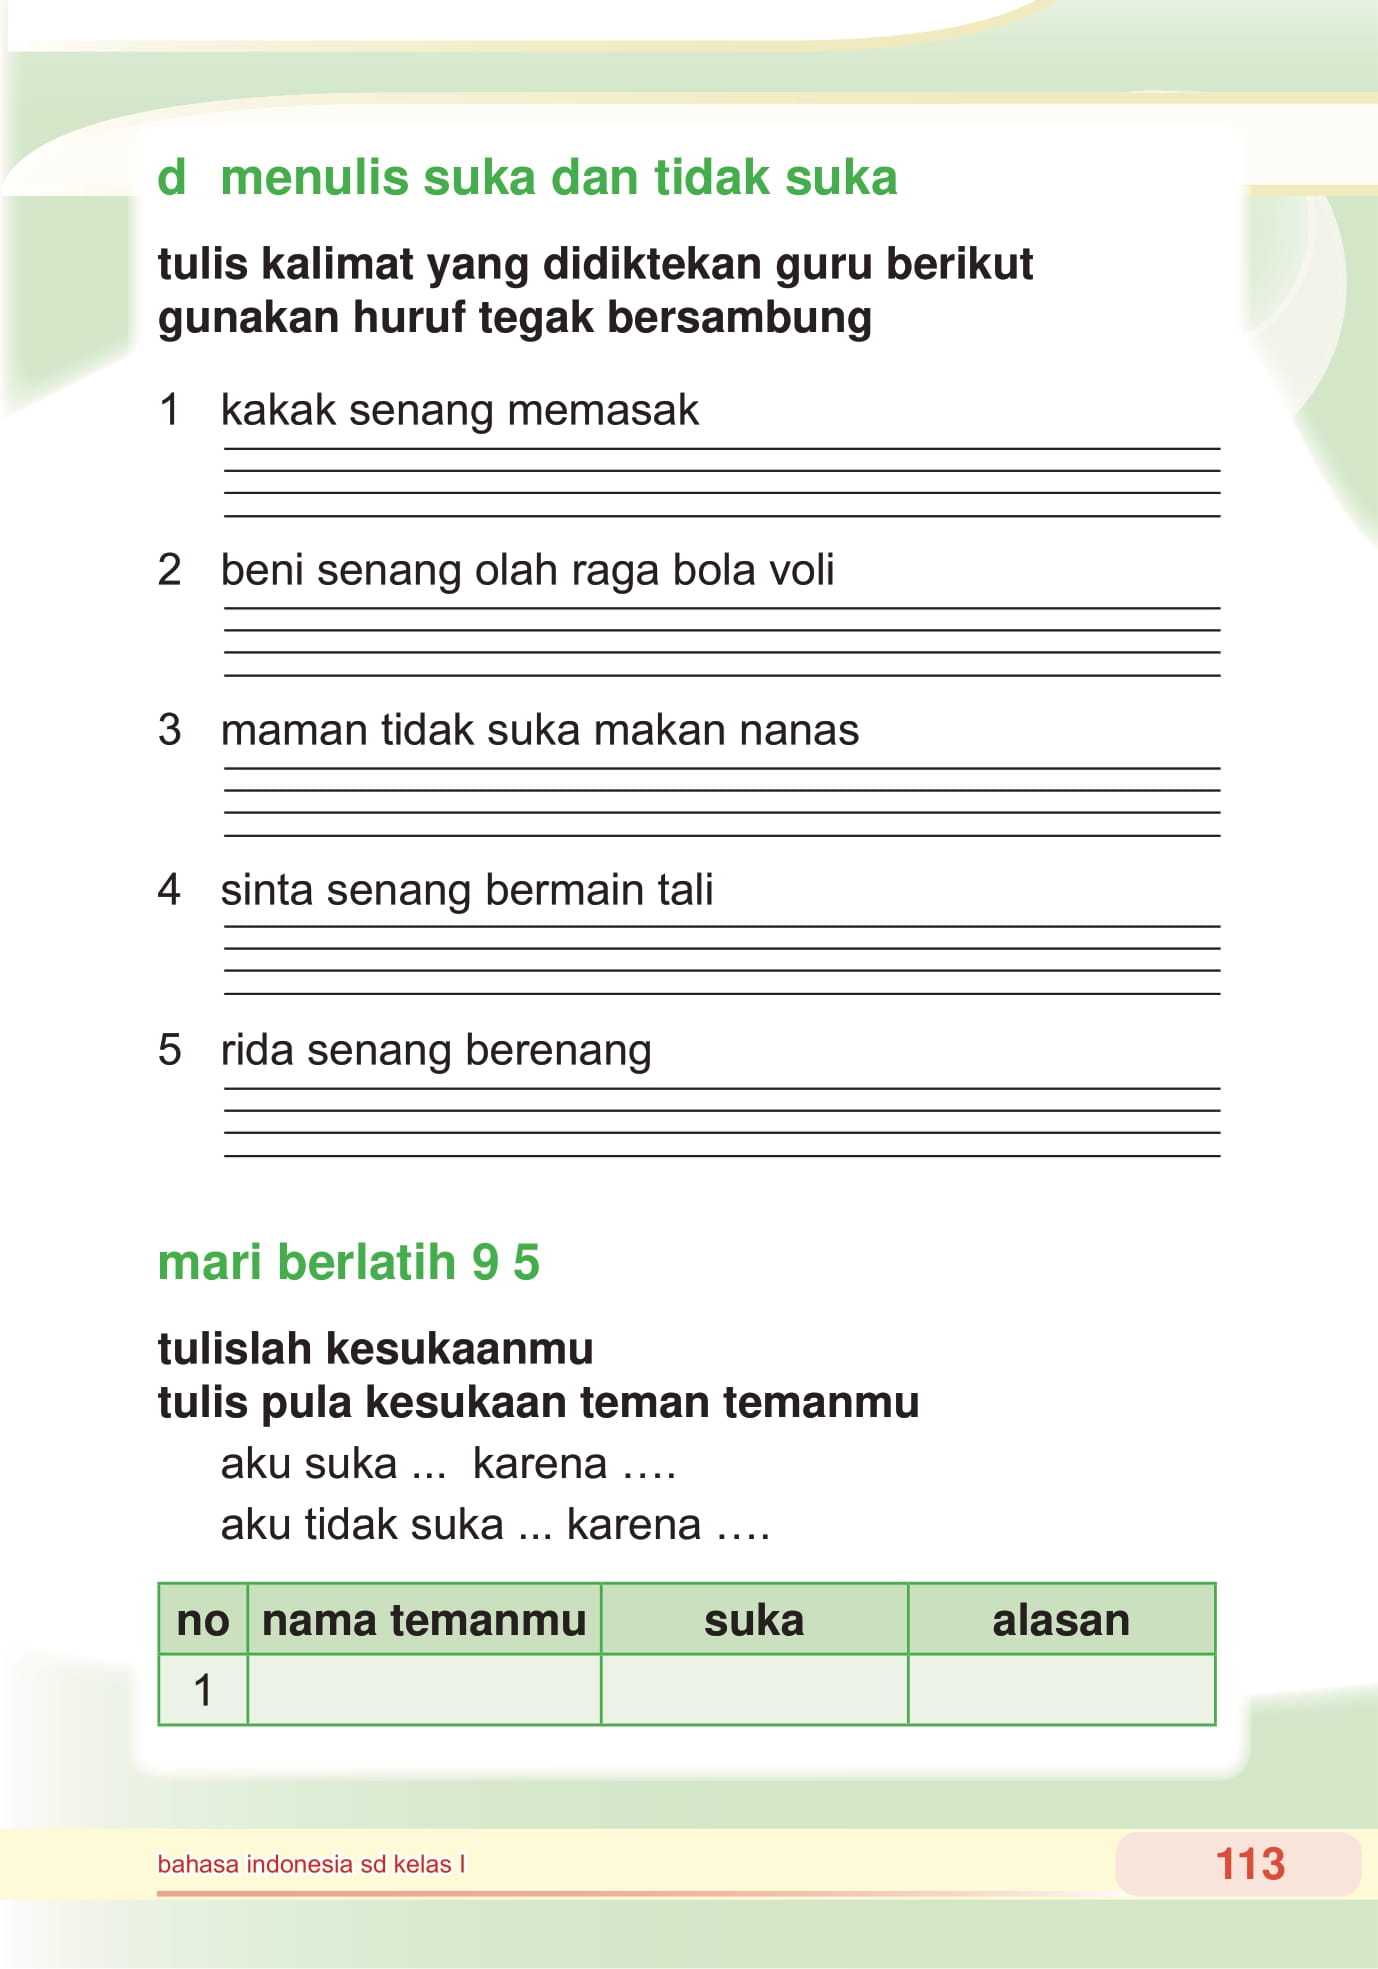 d menulis suka dan tidak suka
tulis kalimat yang didiktekan guru berikut
gunakan huruf tegak bersambung
1 kakak senang memasak
2 beni senang olah raga bola voli
3 maman tidak suka makan nanas
4 sinta senang bermain tali
5 rida senang berenang
mari berlatih 9 5
tulislah kesukaanmu
tulis pula kesukaan teman temanmu
aku suka ... karena ....
aku tidak suka ... karena ....
no nama temanmu suka alasan
1
bahasa indonesia sd kelas I
113